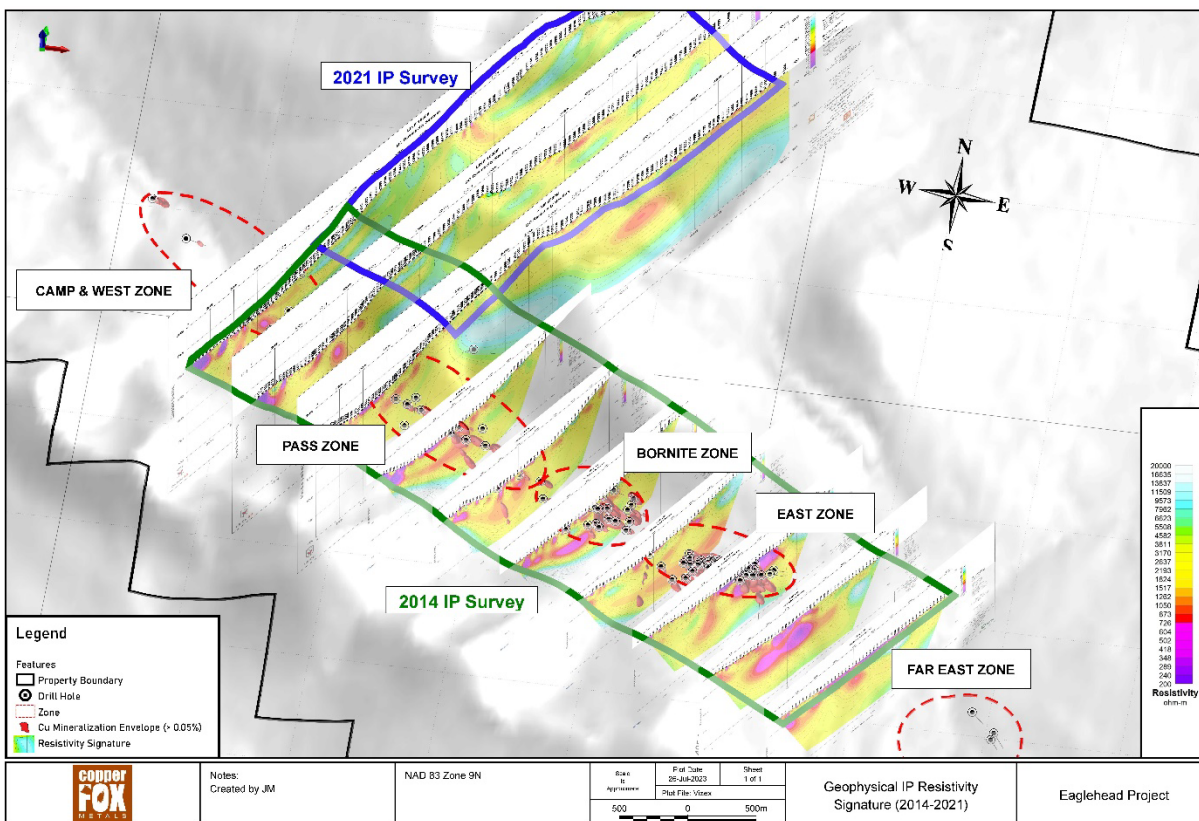 2021 IP Survey
N
W
E
S
CAMP & WEST ZONE
PASS ZONE
BORNITE ZONE
EAST ZONE
2014 IP Survey
FAR EAST ZONE
20000
16635
13837
11509
9573
7962
6623
5508
4582
3811
3170
2637
2193
1824
1517
1262
1050
873
726
604
502
418
348
289
240
200
Resistivity
ohm-m
Legend
Features
Property Boundary
Drill Hole
Zone
Cu Mineralization Envelope (> 0.05%)
Resistivity Signature
copper
FOX
METALS
Notes:
Created by JM
NAD 83 Zone 9N
Scale
is
Approximate
Plot Date
26-Jul-2023
Sheet
1 of 1
Plot File: Vizex
500 0 500m
Geophysical IP Resistivity
Signature (2014-2021)
Eaglehead Project